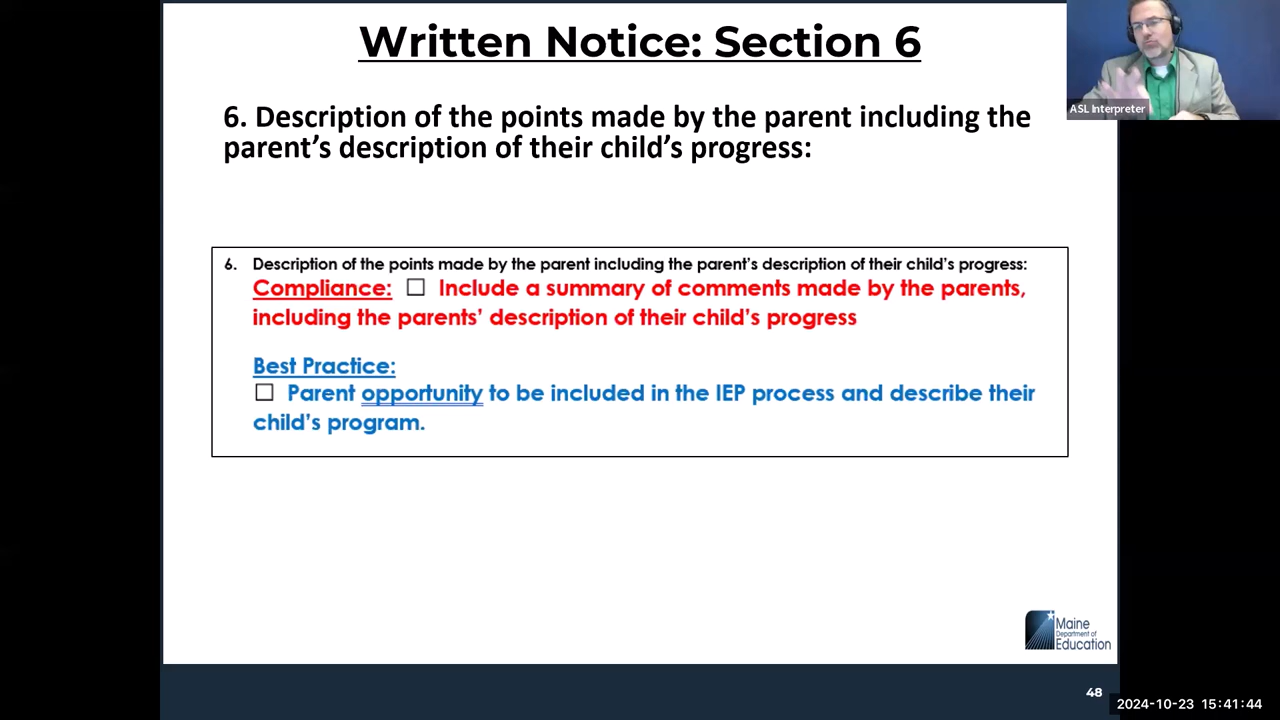 Written Notice: Section 6
ASL Interpreter
6. Description of the points made by the parent including the
parent's description of their child's progress:
6. Description of the points made by the parent including the parent's description of their child's progress:
Compliance: ☐ Include a summary of comments made by the parents,
including the parents' description of their child's progress
Best Practice:
☐ Parent opportunity to be included in the IEP process and describe their
child's program.
Maine
Department of
Education
48
2024-10-23 15:41:44